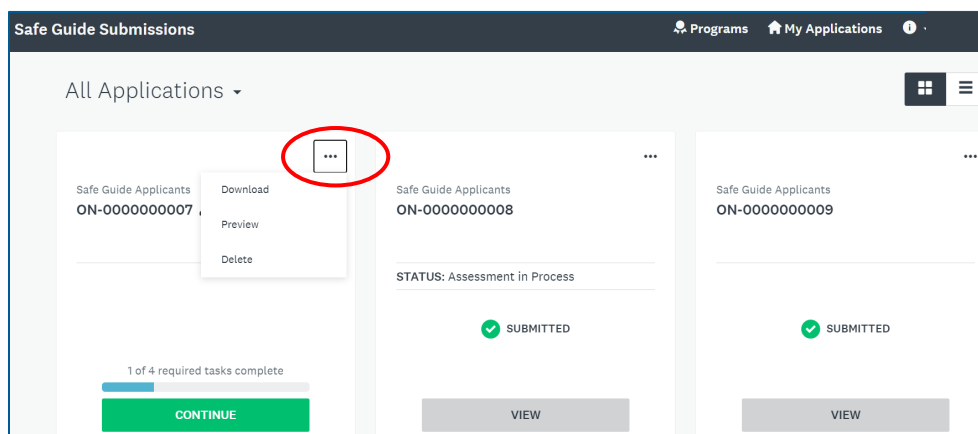 Safe Guide Submissions
Programs
My Applications
All Applications
Safe Guide Applicants
ON-0000000007
Download
Preview
Delete
1 of 4 required tasks complete
CONTINUE
Safe Guide Applicants
ON-0000000008
STATUS: Assessment in Process
SUBMITTED
VIEW
Safe Guide Applicants
ON-0000000009
SUBMITTED
VIEW